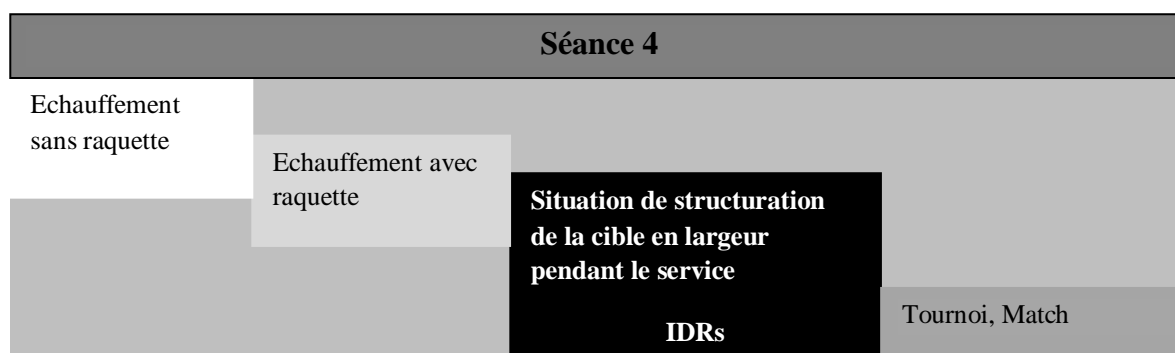 Séance 4
Echauffement
sans raquette
Echauffement avec
raquette
Situation de structuration
de la cible en largeur
pendant le service
IDRs
Tournoi, Match